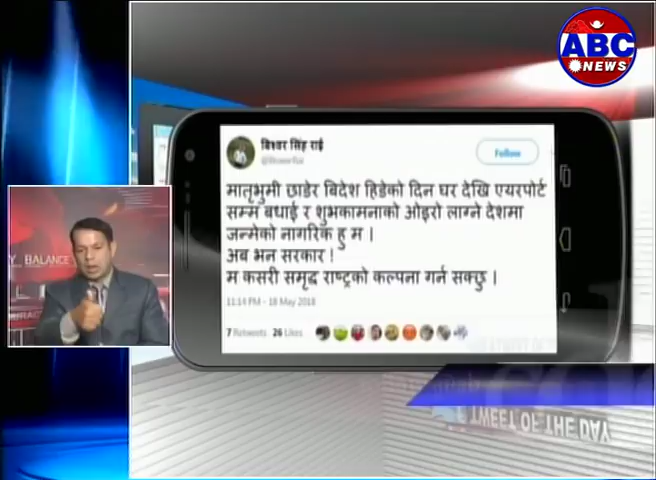 ABC
NEWS
बिश्वर सिंह राई
Follow
मातृभुमी छाडेर बिदेश हिडेको दिन घर देखि एयरपोर्ट
सम्म बधाई र शुभकामनाको ओइरो लाग्ने देशमा
जन्मेको नागरिक हु म ।
अब भन सरकार !
म कसरी समृद्ध राष्ट्रको कल्पना गर्न सक्छु ।
11:14 PM - 18 May 2018
7 Retweets 26 Likes
BALANCE
TWEET OF THE DAY